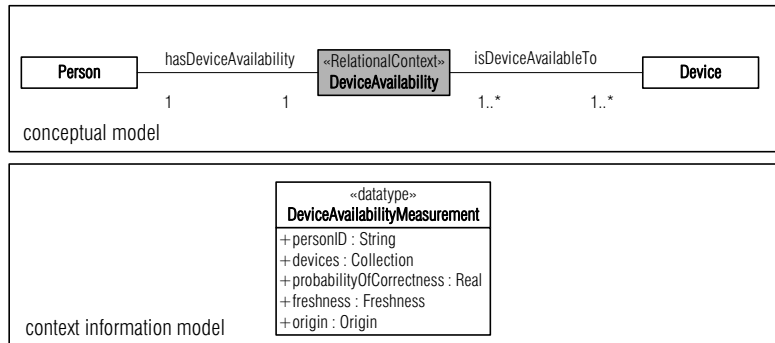 hasDeviceAvailability
«RelationalContext»
isDeviceAvailableTo
Person
DeviceAvailability
Device
1
1
1..*
1..*
conceptual model
«datatype»
DeviceAvailabilityMeasurement
+personID : String
+devices : Collection
+probabilityOfCorrectness : Real
+freshness : Freshness
+origin : Origin
context information model